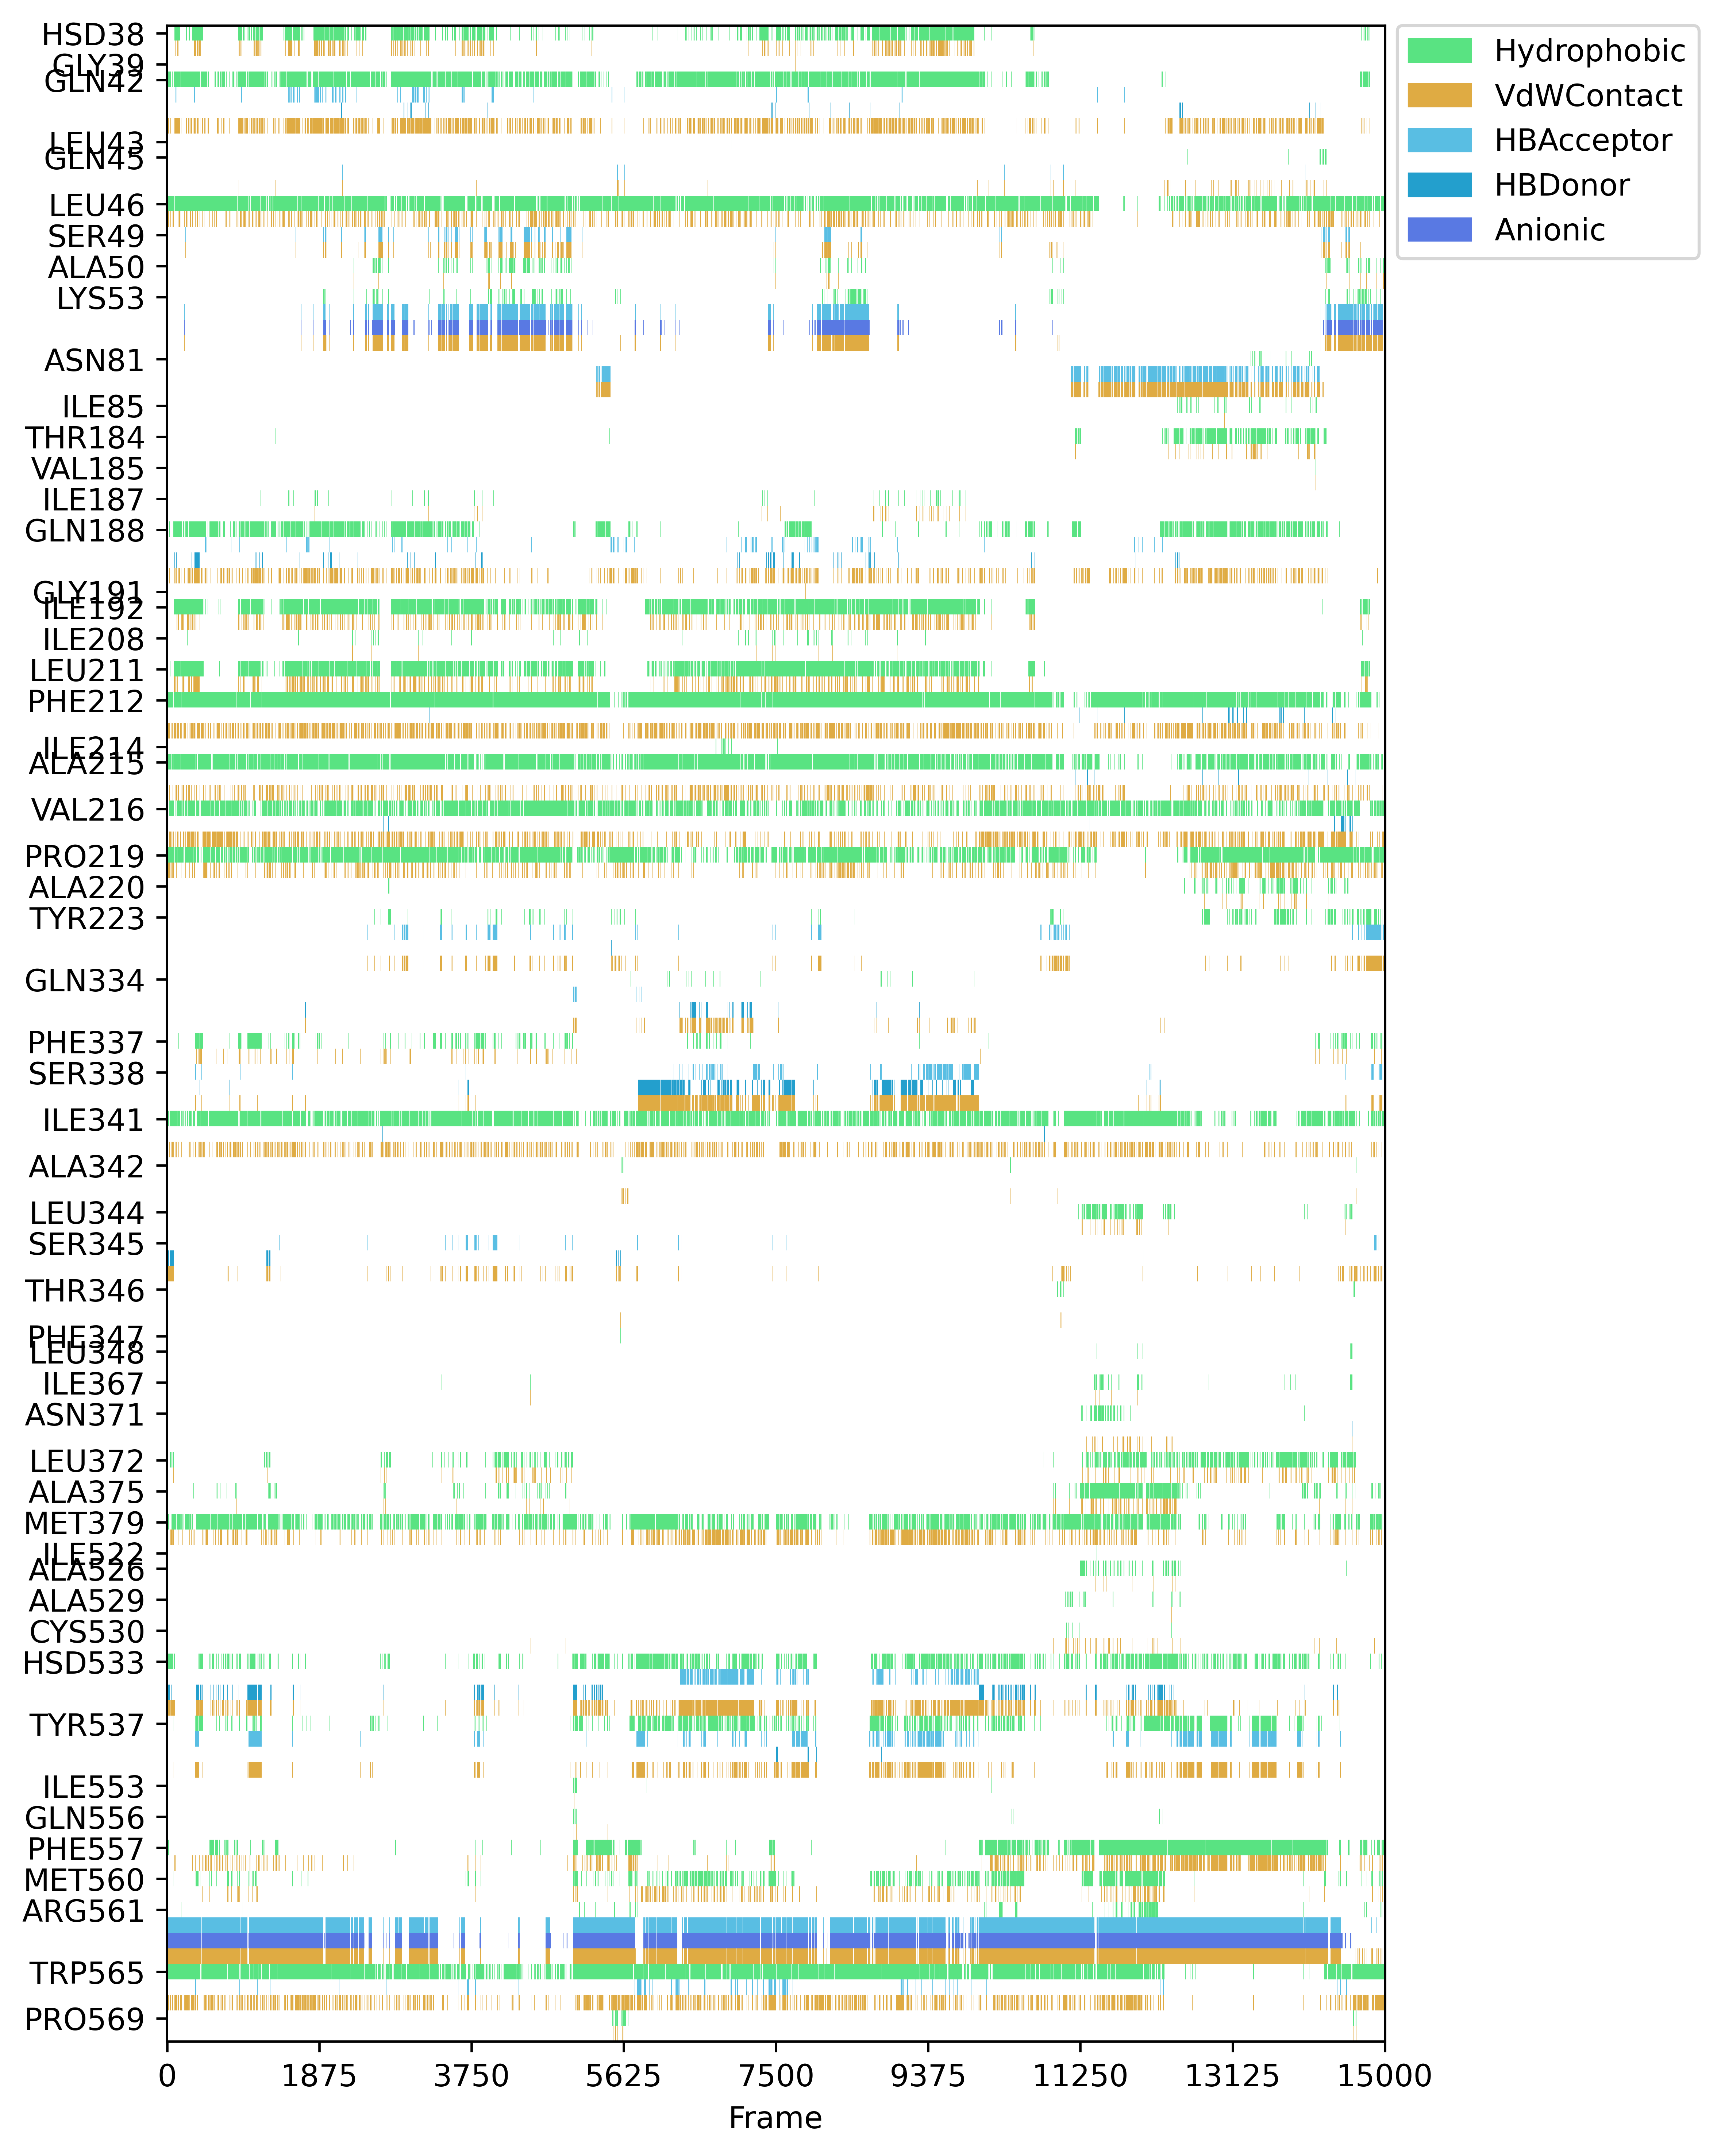 HSD38
GLY39
GLN42
LEU43
GLN45
LEU46
SER49
ALA50
LYS53
ASN81
ILE85
THR184
VAL185
ILE187
GLN188
GLY191
ILE192
ILE208
LEU211
PHE212
ILE214
ALA215
VAL216
PRO219
ALA220
TYR223
GLN334
PHE337
SER338
ILE341
ALA342
LEU344
SER345
THR346
PHE347
LEU348
ILE367
ASN371
LEU372
ALA375
MET379
ILE522
ALA526
ALA529
CYS530
HSD533
TYR537
ILE553
GLN556
PHE557
MET560
ARG561
TRP565
PRO569
0 1875 3750 5625 7500 9375 11250 13125 15000
Frame
Hydrophobic
VdWContact
HBAcceptor
HBDonor
Anionic